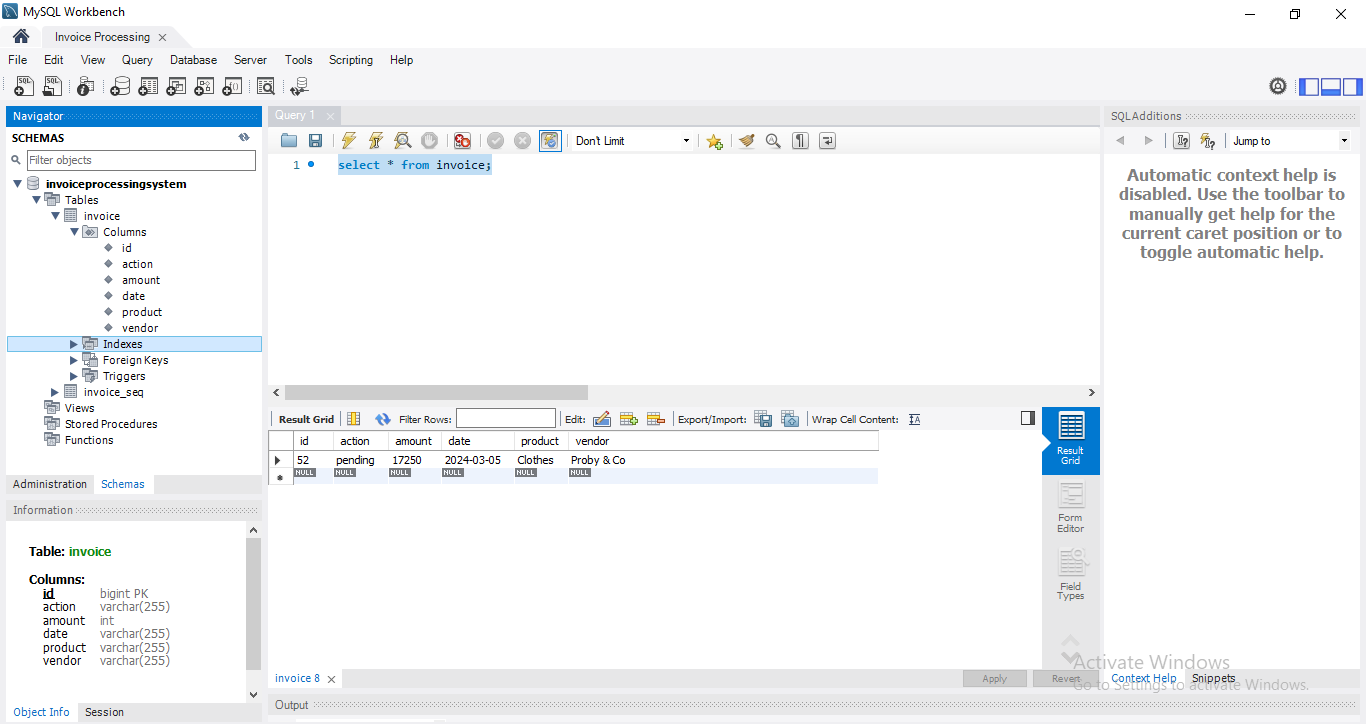 MySQL Workbench
Invoice Processing
File Edit View Query Database Server Tools Scripting Help
Navigator
SCHEMAS
Filter objects
invoiceprocessingsystem
Tables
invoice
Columns
id
action
amount
date
product
vendor
Indexes
Foreign Keys
Triggers
invoice_seq
Views
Stored Procedures
Functions
Administration Schemas
Information
Table: invoice
Columns:
id bigint PK
action varchar(255)
amount int
date varchar(255)
product varchar(255)
vendor varchar(255)
Object Info Session
Query 1
Don't Limit
1 select * from invoice;
Result Grid Filter Rows: Edit: Export/Import: Wrap Cell Content:
id action amount date product vendor
52 pending 17250 2024-03-05 Clothes Proby & Co
NULL NULL NULL NULL NULL NULL
Result
Grid
Form
Editor
Field
Types
invoice 8
Apply Revert
Output
SQLAdditions
Jump to
Automatic context help is
disabled. Use the toolbar to
manually get help for the
current caret position or to
toggle automatic help.
Context Help Snippets
Activate Windows
Go to Settings to activate Windows.